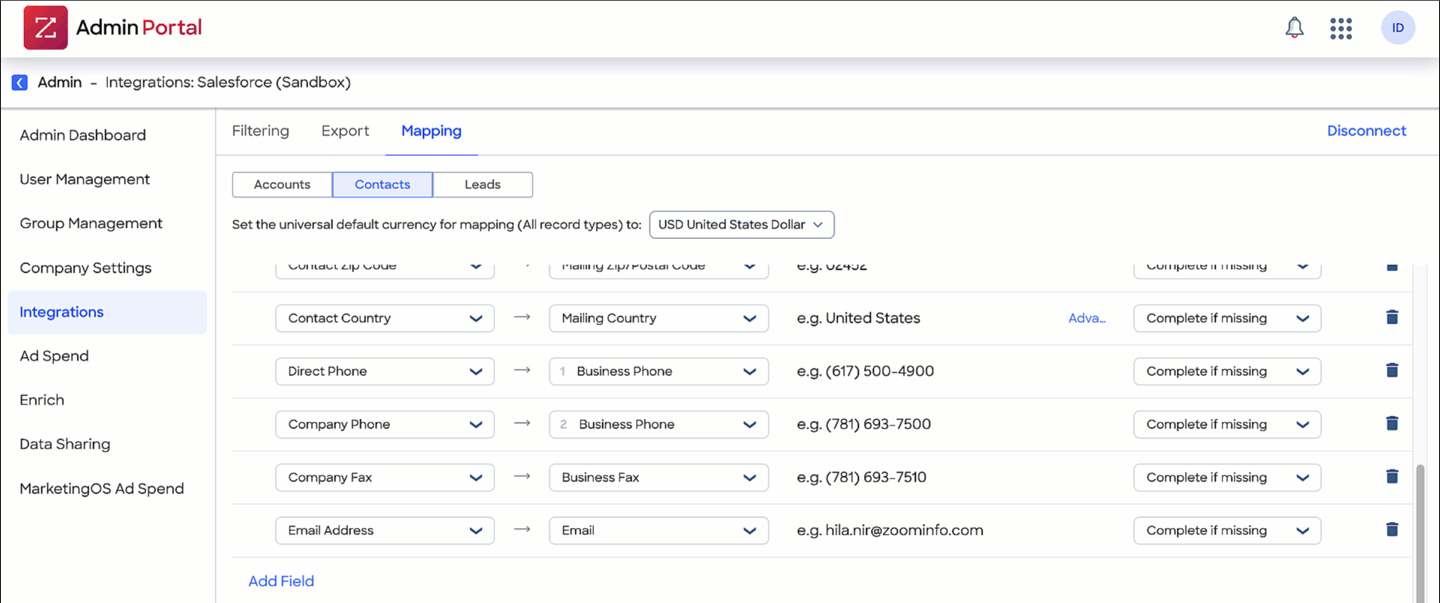 Admin Portal
ID
Admin - Integrations: Salesforce (Sandbox)
Admin Dashboard
User Management
Group Management
Company Settings
Integrations
Ad Spend
Enrich
Data Sharing
MarketingOS Ad Spend
Filtering Export Mapping Disconnect
Accounts Contacts Leads
Set the universal default currency for mapping (All record types) to: USD United States Dollar
Contact Zip Code → Mailing Zip/Postal Code e.g. 02452 Complete if missing
Contact Country → Mailing Country e.g. United States Adva... Complete if missing
Direct Phone → 1 Business Phone e.g. (617) 500-4900 Complete if missing
Company Phone → 2 Business Phone e.g. (781) 693-7500 Complete if missing
Company Fax → Business Fax e.g. (781) 693-7510 Complete if missing
Email Address → Email e.g. hila.nir@zoominfo.com Complete if missing
Add Field